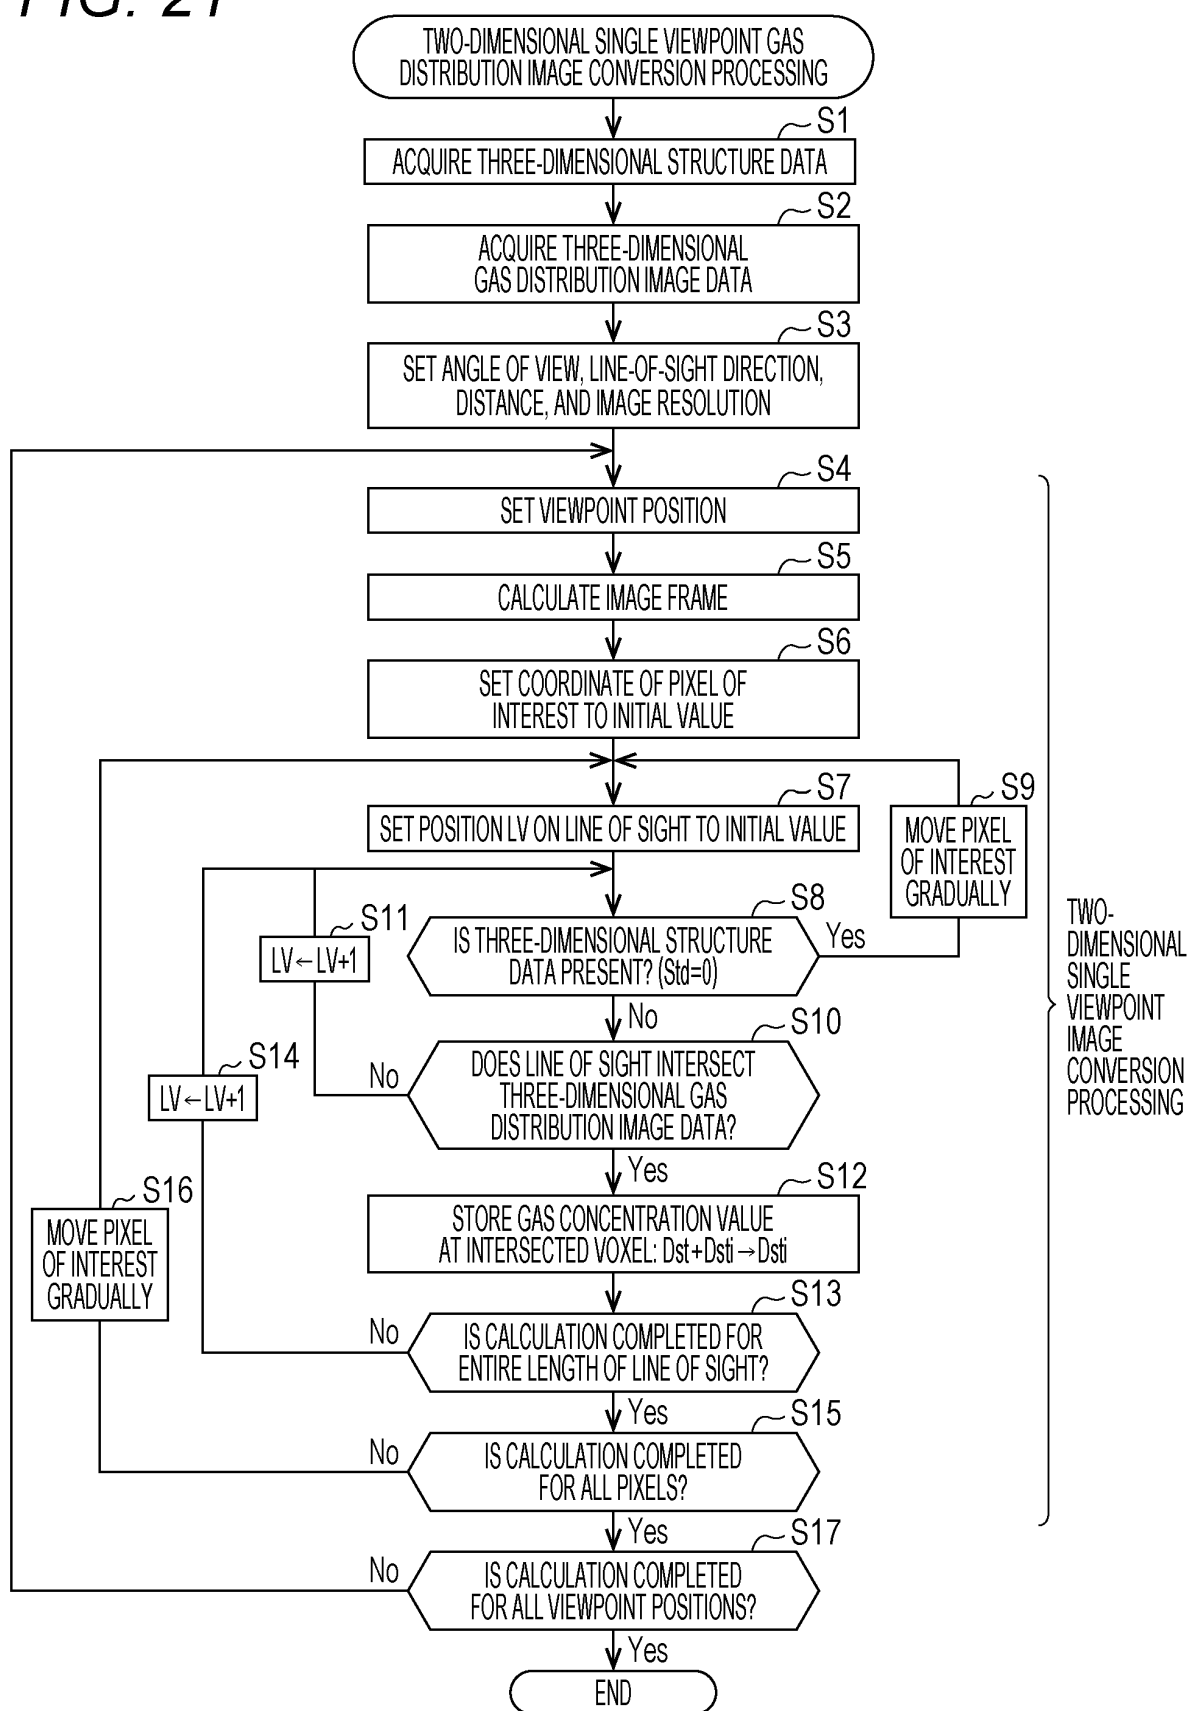 FIG. 21
TWO-DIMENSIONAL SINGLE VIEWPOINT GAS
DISTRIBUTION IMAGE CONVERSION PROCESSING
S1
ACQUIRE THREE-DIMENSIONAL STRUCTURE DATA
S2
ACQUIRE THREE-DIMENSIONAL
GAS DISTRIBUTION IMAGE DATA
S3
SET ANGLE OF VIEW, LINE-OF-SIGHT DIRECTION,
DISTANCE, AND IMAGE RESOLUTION
S4
SET VIEWPOINT POSITION
S5
CALCULATE IMAGE FRAME
S6
SET COORDINATE OF PIXEL OF
INTEREST TO INITIAL VALUE
S7
SET POSITION LV ON LINE OF SIGHT TO INITIAL VALUE
S9
MOVE PIXEL
OF INTEREST
GRADUALLY
S8
IS THREE-DIMENSIONAL STRUCTURE
DATA PRESENT? (Std=0)
Yes
No
S11
LV←LV+1
S10
DOES LINE OF SIGHT INTERSECT
THREE-DIMENSIONAL GAS
DISTRIBUTION IMAGE DATA?
No
Yes
S14
LV←LV+1
S12
STORE GAS CONCENTRATION VALUE
AT INTERSECTED VOXEL: Dst+Dsti→Dsti
S16
MOVE PIXEL
OF INTEREST
GRADUALLY
S13
IS CALCULATION COMPLETED FOR
ENTIRE LENGTH OF LINE OF SIGHT?
No
Yes
S15
IS CALCULATION COMPLETED
FOR ALL PIXELS?
No
Yes
S17
IS CALCULATION COMPLETED
FOR ALL VIEWPOINT POSITIONS?
No
Yes
END
TWO-
DIMENSIONAL
SINGLE
VIEWPOINT
IMAGE
CONVERSION
PROCESSING